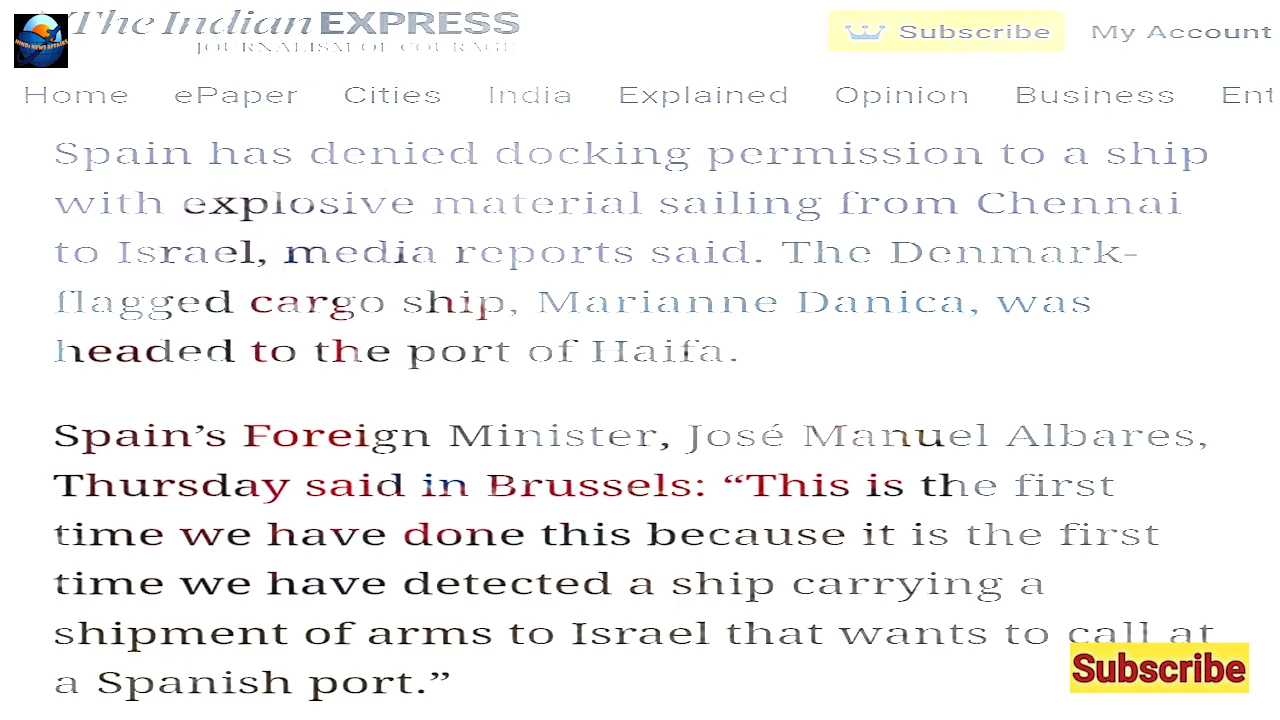 The Indian EXPRESS
JOURNALISM OF COURAGE
HINDI NEWS AFFAIRS
Subscribe
My Account
Home ePaper Cities India Explained Opinion Business Ent
Spain has denied docking permission to a ship
with explosive material sailing from Chennai
to Israel, media reports said. The Denmark-
flagged cargo ship, Marianne Danica, was
headed to the port of Haifa.
Spain’s Foreign Minister, José Manuel Albares,
Thursday said in Brussels: “This is the first
time we have done this because it is the first
time we have detected a ship carrying a
shipment of arms to Israel that wants to call at
a Spanish port.”
Subscribe